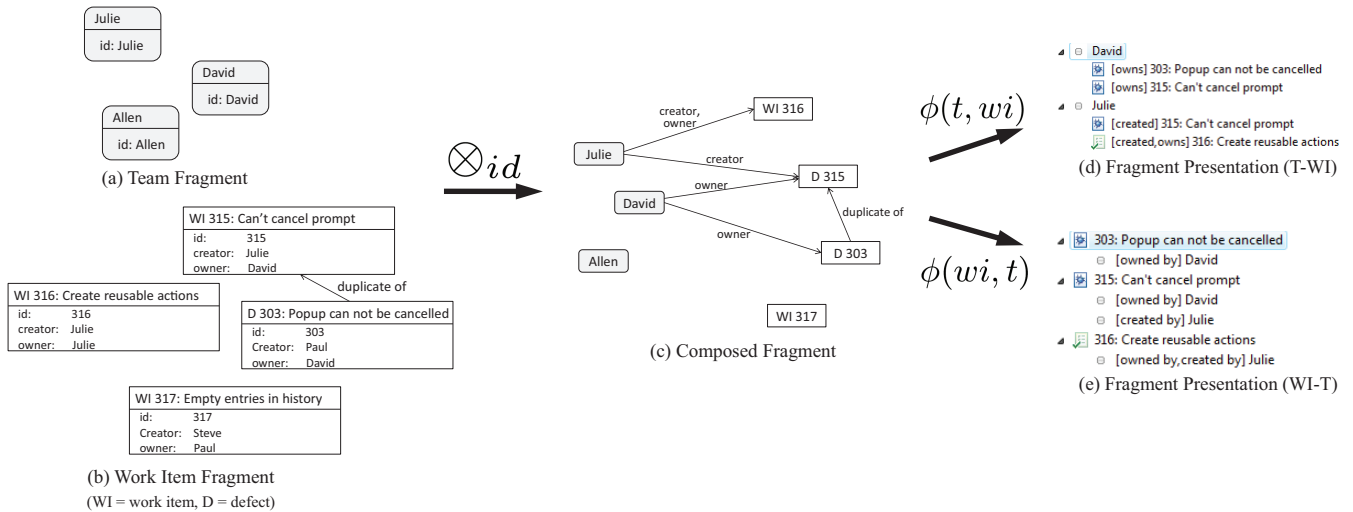 Julie
id: Julie
David
id: David
Allen
id: Allen
(a) Team Fragment
WI 315: Can't cancel prompt
id: 315
creator: Julie
owner: David
duplicate of
WI 316: Create reusable actions
id: 316
creator: Julie
owner: Julie
D 303: Popup can not be cancelled
id: 303
Creator: Paul
owner: David
WI 317: Empty entries in history
id: 317
Creator: Steve
owner: Paul
(b) Work Item Fragment
(WI = work item, D = defect)
⊗id
WI 316
creator,
owner
Julie
creator
D 315
owner
David
duplicate of
owner
D 303
Allen
WI 317
(c) Composed Fragment
ϕ(t, wi)
ϕ(wi, t)
David
[owns] 303: Popup can not be cancelled
[owns] 315: Can't cancel prompt
Julie
[created] 315: Can't cancel prompt
[created,owns] 316: Create reusable actions
(d) Fragment Presentation (T-WI)
303: Popup can not be cancelled
[owned by] David
315: Can't cancel prompt
[owned by] David
[created by] Julie
316: Create reusable actions
[owned by,created by] Julie
(e) Fragment Presentation (WI-T)